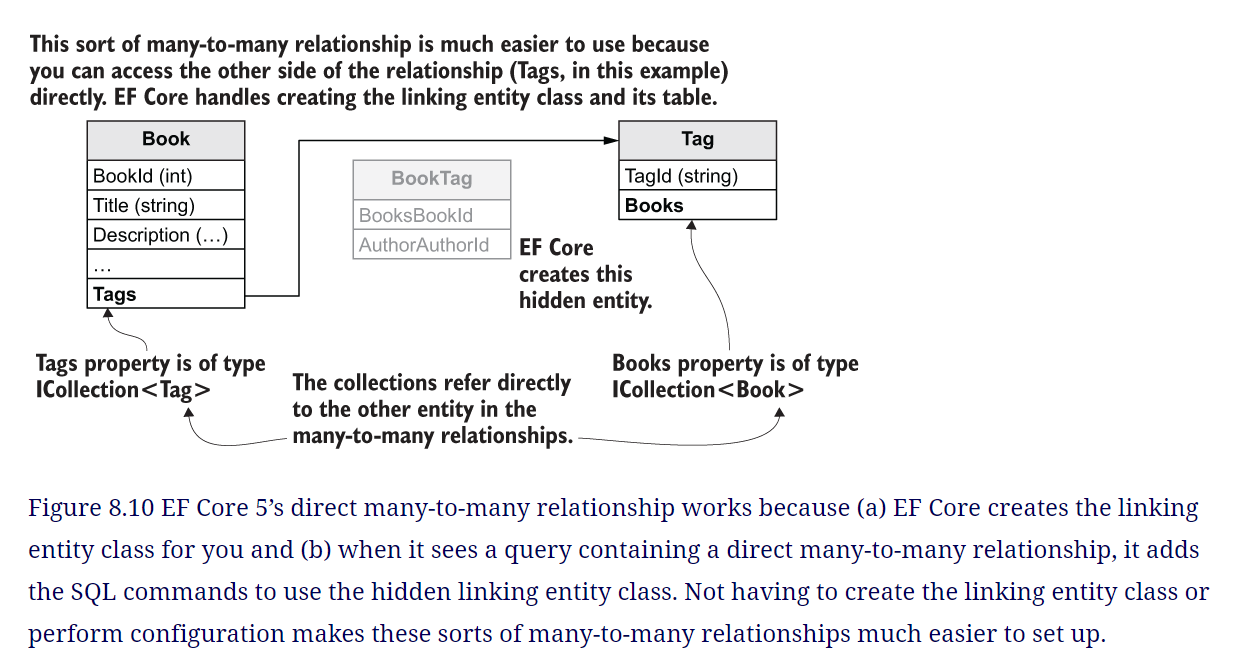 This sort of many-to-many relationship is much easier to use because
you can access the other side of the relationship (Tags, in this example)
directly. EF Core handles creating the linking entity class and its table.
Book
BookId (int)
Title (string)
Description (…)
…
Tags
BookTag
BooksBookId
AuthorAuthorId
EF Core
creates this
hidden entity.
Tag
TagId (string)
Books
Tags property is of type
ICollection<Tag>
The collections refer directly
to the other entity in the
many-to-many relationships.
Books property is of type
ICollection<Book>
Figure 8.10 EF Core 5’s direct many-to-many relationship works because (a) EF Core creates the linking
entity class for you and (b) when it sees a query containing a direct many-to-many relationship, it adds
the SQL commands to use the hidden linking entity class. Not having to create the linking entity class or
perform configuration makes these sorts of many-to-many relationships much easier to set up.